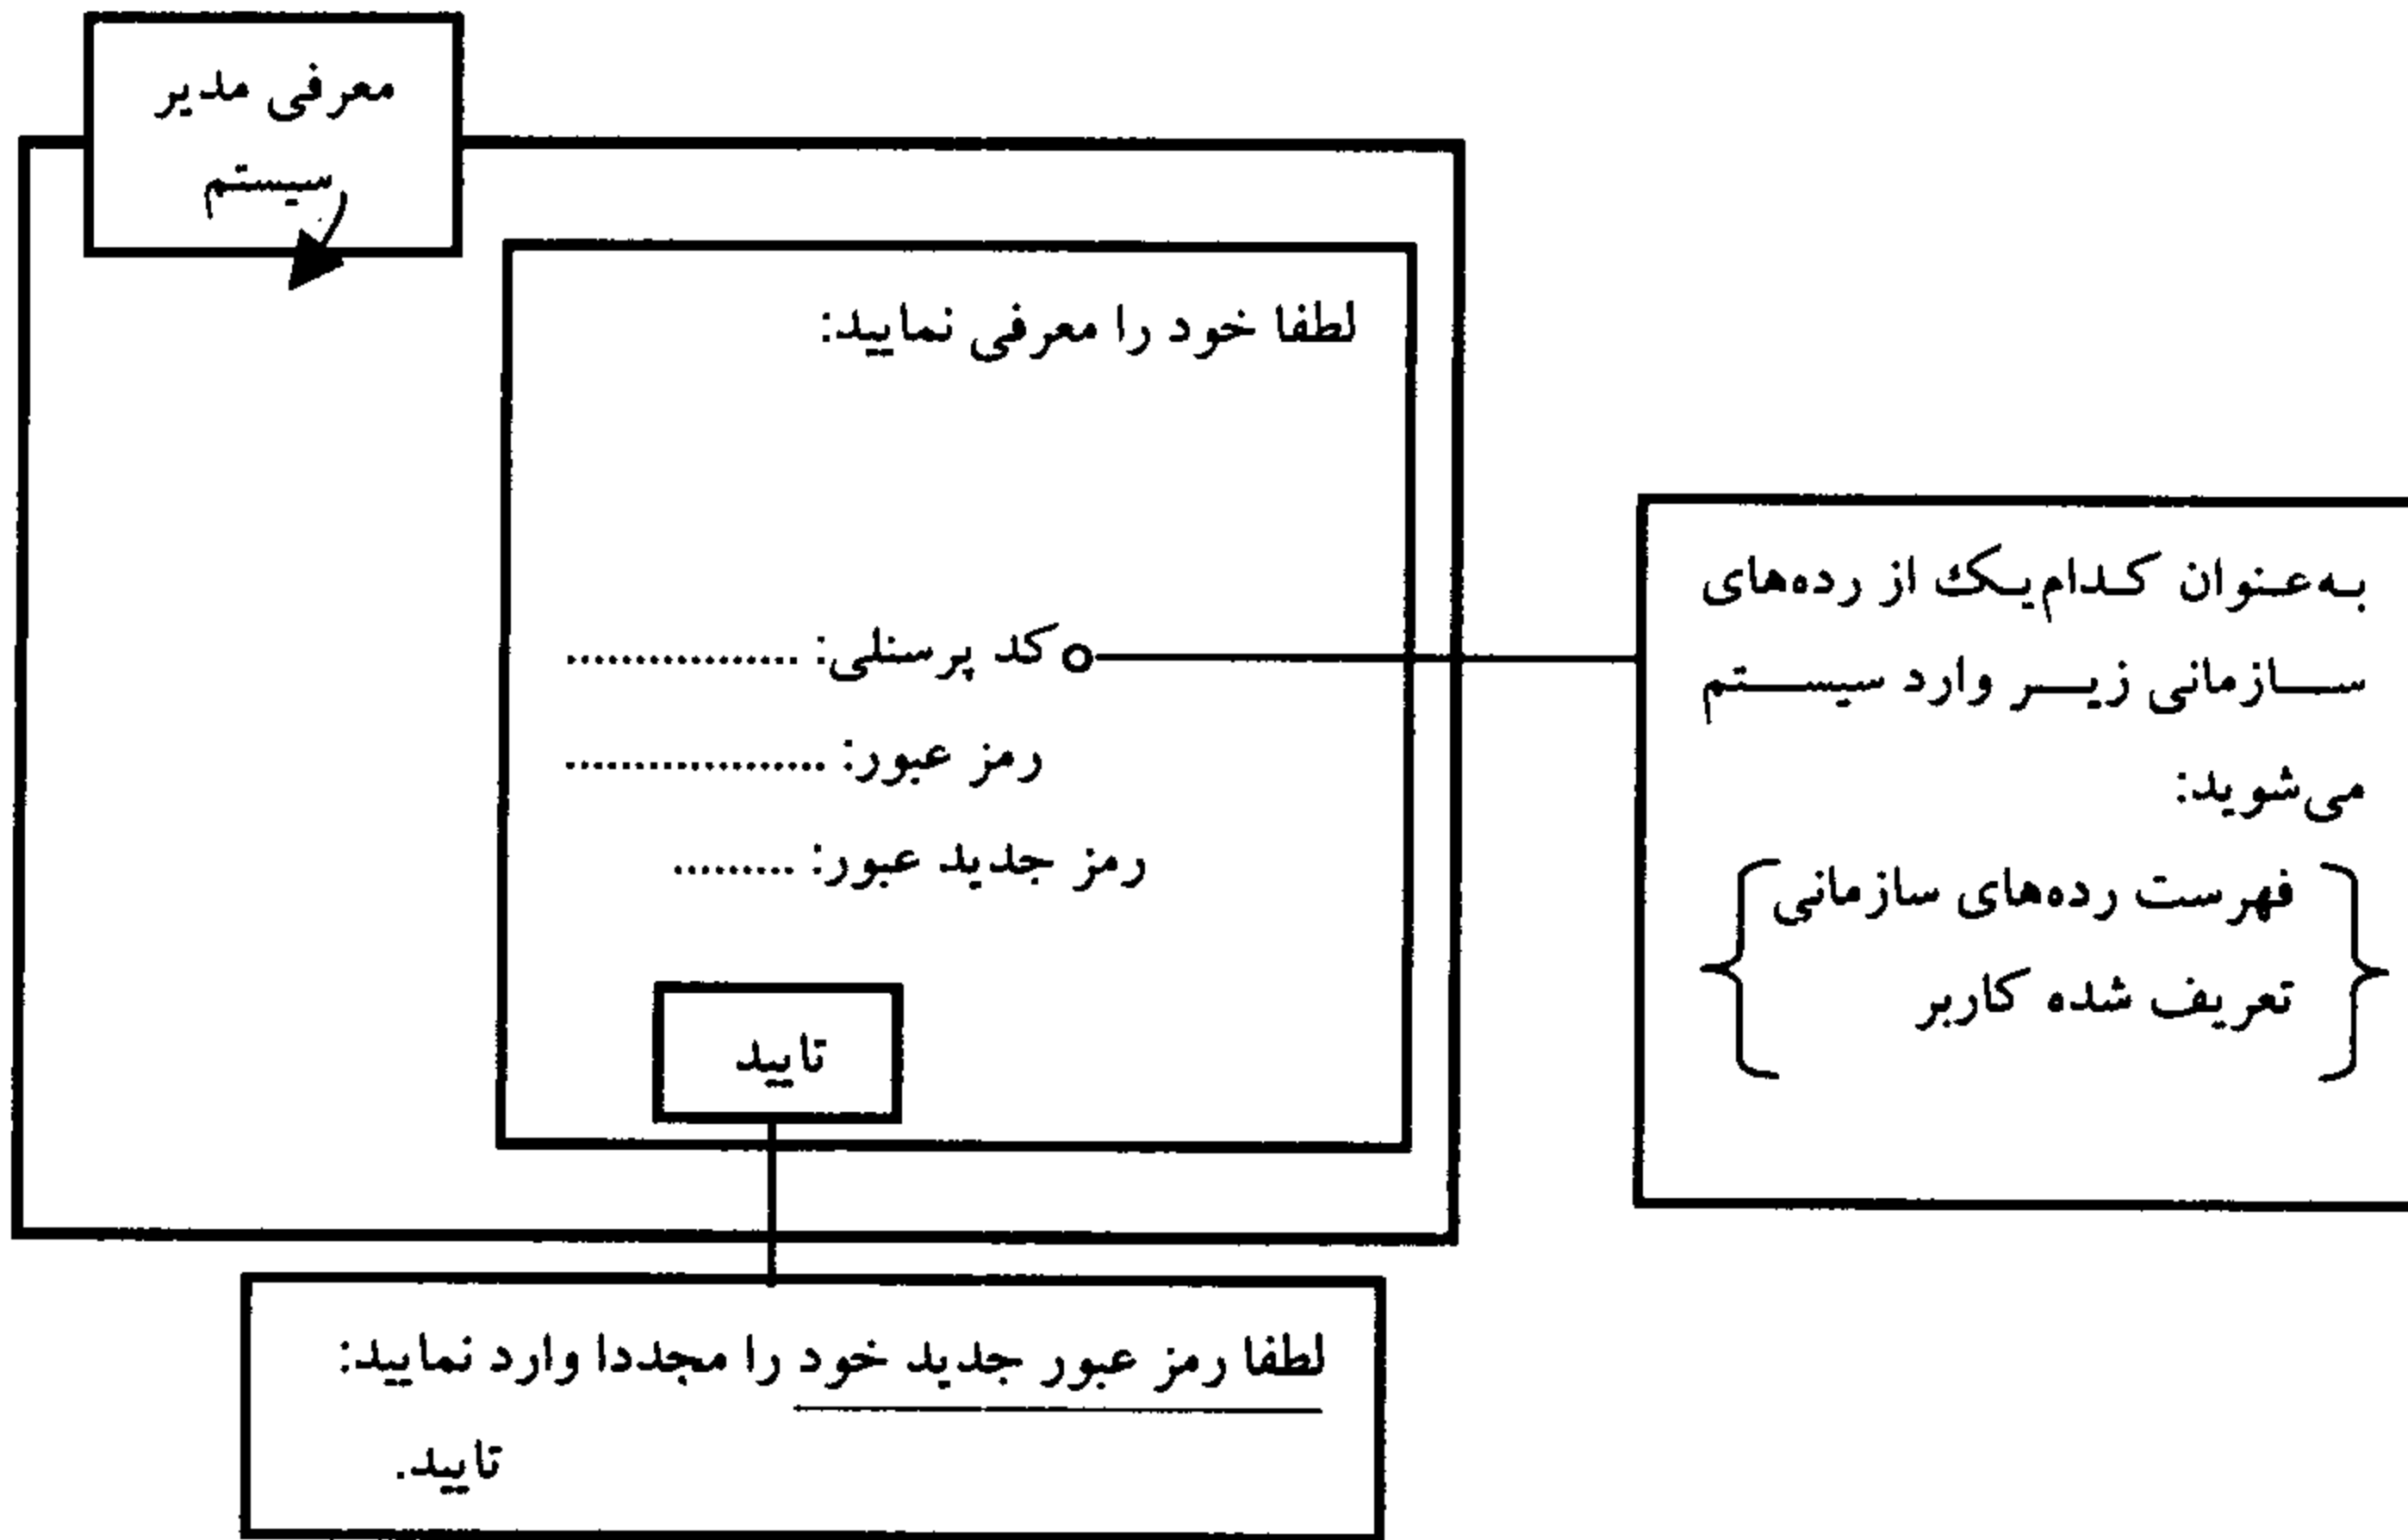 معرفی مدیر
سیستم
لطفا خود را معرفی نمایید:
کد پرسنلی: ................
رمز عبور: ..................
رمز جدید عبور: .........
تایید
به‌عنوان کدام‌یک از رده‌های
سازمانی زیر وارد سیستم
می‌شوید:
فهرست رده‌های سازمانی
تعریف شده کاربر
لطفا رمز عبور جدید خود را مجددا وارد نمایید:
تایید.